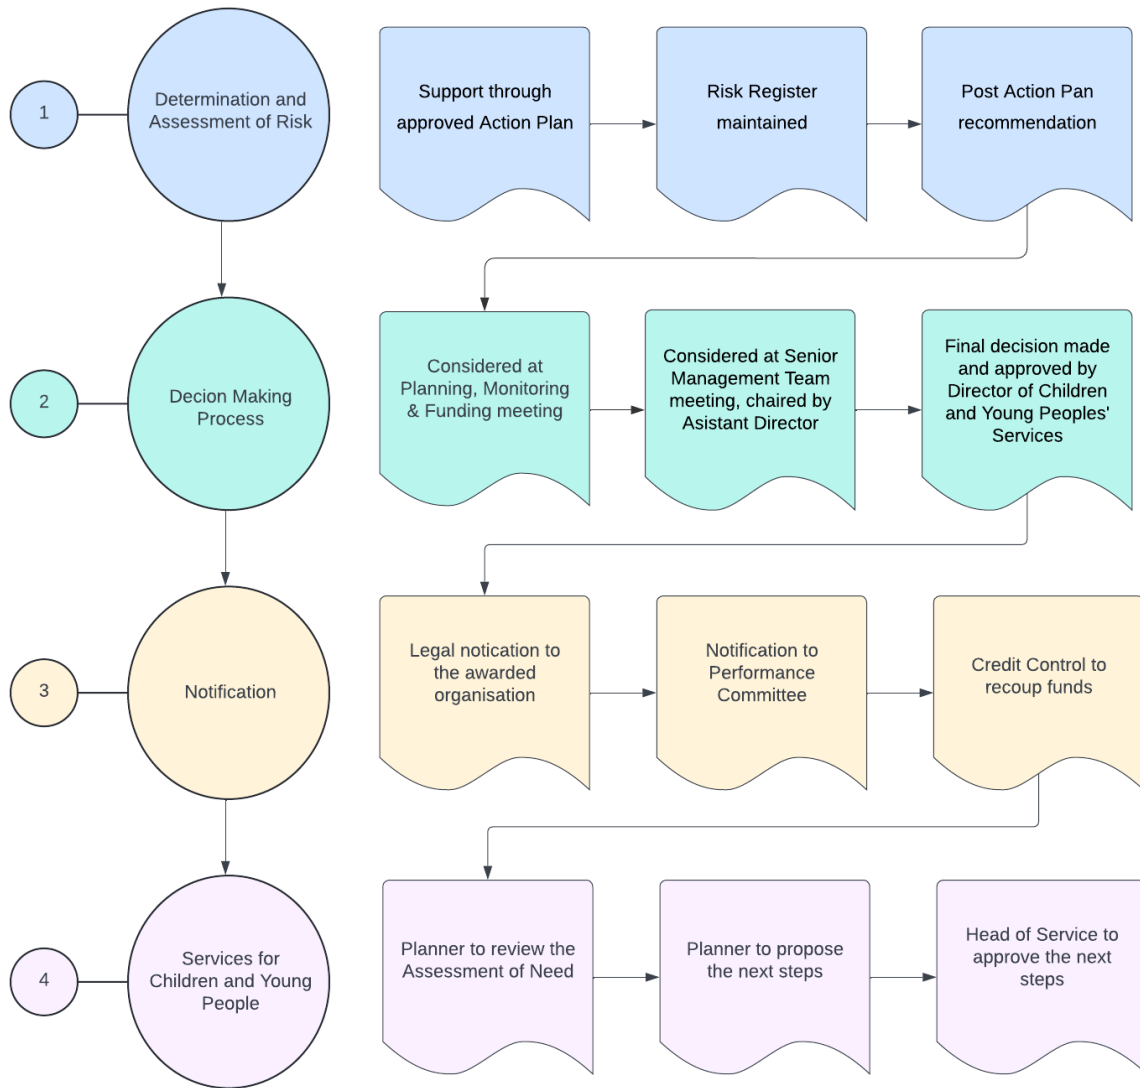 1
Determination and
Assessment of Risk
Support through
approved Action Plan
Risk Register
maintained
Post Action Pan
recommendation
2
Decion Making
Process
Considered at
Planning, Monitoring
& Funding meeting
Considered at Senior
Management Team
meeting, chaired by
Asistant Director
Final decision made
and approved by
Director of Children
and Young Peoples'
Services
3
Notification
Legal notication to
the awarded
organisation
Notification to
Performance
Committee
Credit Control to
recoup funds
4
Services for
Children and Young
People
Planner to review the
Assessment of Need
Planner to propose
the next steps
Head of Service to
approve the next
steps